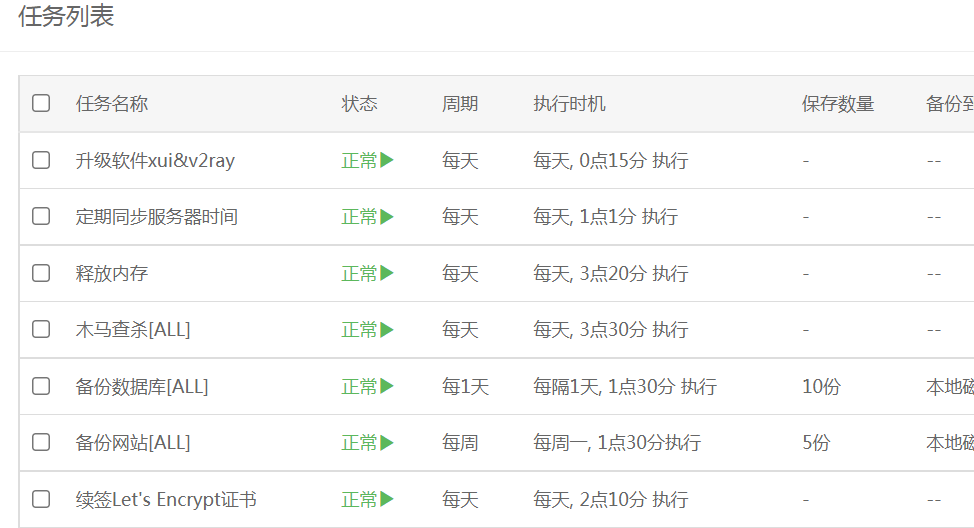 任务列表
任务名称 状态 周期 执行时机 保存数量 备份到
升级软件xui&v2ray 正常▶ 每天 每天, 0点15分 执行 - --
定期同步服务器时间 正常▶ 每天 每天, 1点1分 执行 - --
释放内存 正常▶ 每天 每天, 3点20分 执行 - --
木马查杀[ALL] 正常▶ 每天 每天, 3点30分 执行 - --
备份数据库[ALL] 正常▶ 每1天 每隔1天, 1点30分 执行 10份 本地磁
备份网站[ALL] 正常▶ 每周 每周一, 1点30分执行 5份 本地磁
续签Let's Encrypt证书 正常▶ 每天 每天, 2点10分 执行 - --